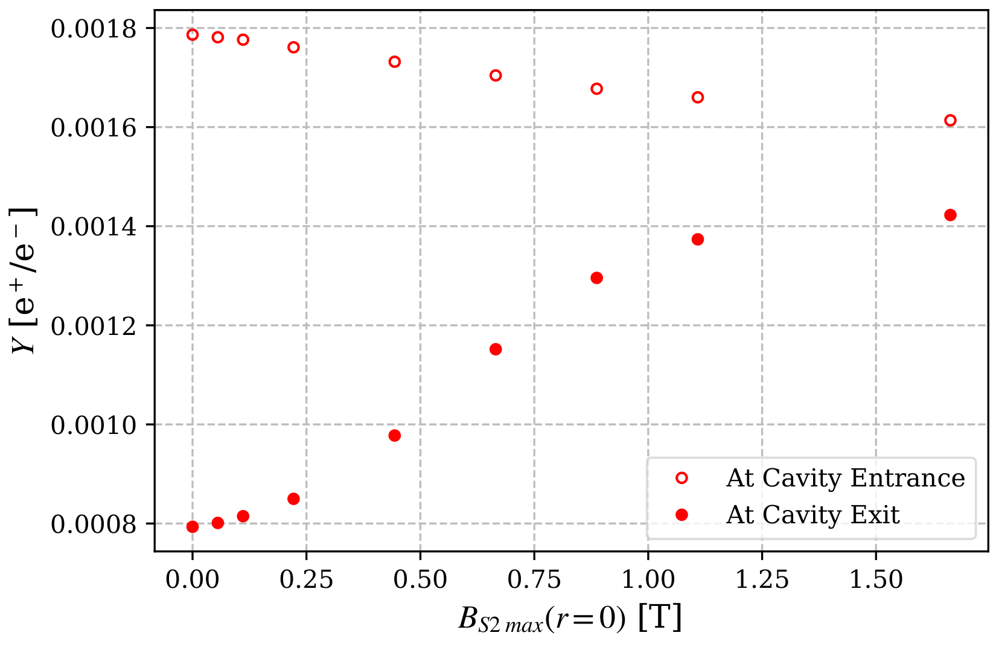 0.0018
0.0016
0.0014
0.0012
0.0010
0.0008
Y [e⁺/e⁻]
0.00 0.25 0.50 0.75 1.00 1.25 1.50
B_{S2 max}(r=0) [T]
At Cavity Entrance
At Cavity Exit